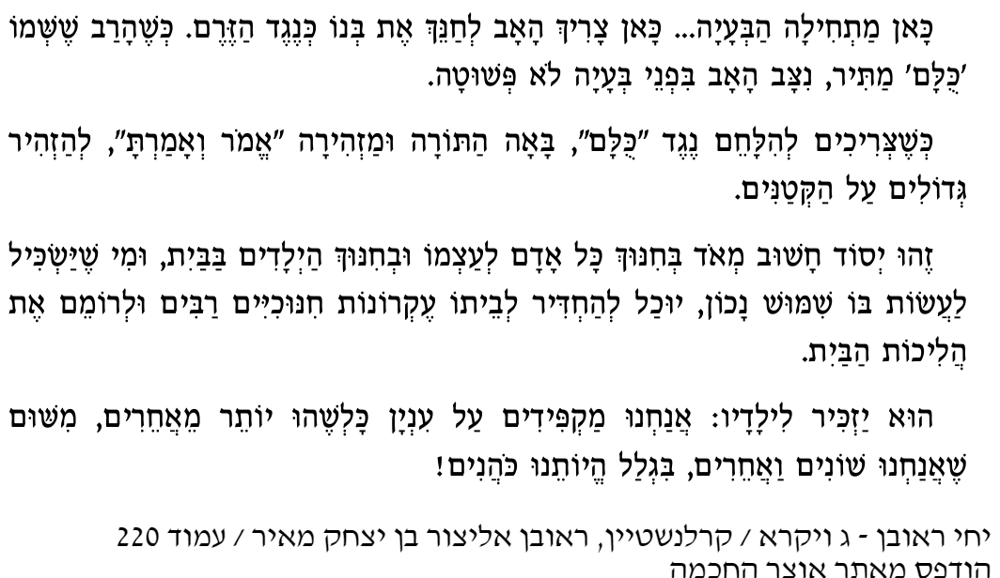 כָּאן מַתְחִילָה הַבְּעָיָה... כָּאן צָרִיךְ הָאָב לְחַנֵּךְ אֶת בְּנוֹ כְּנֶגֶד הַזֶּרֶם. כְּשֶׁהָרַב שֶׁשְּׁמוֹ
'כֻּלָּם' מַתִּיר, נִצָּב הָאָב בִּפְנֵי בְּעָיָה לֹא פְּשׁוּטָה.
כְּשֶׁצְּרִיכִים לְהִלָּחֵם נֶגֶד "כֻּלָּם", בָּאָה הַתּוֹרָה וּמַזְהִירָה "אֱמֹר וְאָמַרְתָּ", לְהַזְהִיר
גְּדוֹלִים עַל הַקְּטַנִּים.
זֶהוּ יְסוֹד חָשׁוּב מְאֹד בְּחִנּוּךְ כָּל אָדָם לְעַצְמוֹ וּבְחִנּוּךְ הַיְלָדִים בַּבַּיִת, וּמִי שֶׁיַּשְׂכִּיל
לַעֲשׂוֹת בּוֹ שִׁמּוּשׁ נָכוֹן, יוּכַל לְהַחְדִּיר לְבֵיתוֹ עֶקְרוֹנוֹת חִנּוּכִיִּים רַבִּים וּלְרוֹמֵם אֶת
הֲלִיכוֹת הַבַּיִת.
הוּא יַזְכִּיר לִילָדָיו: אֲנַחְנוּ מַקְפִּידִים עַל עִנְיָן כָּלְשֶׁהוּ יוֹתֵר מֵאֲחֵרִים, מִשּׁוּם
שֶׁאֲנַחְנוּ שׁוֹנִים וַאֲחֵרִים, בִּגְלַל הֱיוֹתֵנוּ כֹּהֲנִים!
יחי ראובן - ג ויקרא / קרלנשטיין, ראובן אליצור בן יצחק מאיר / עמוד 220
הודפס מאתר אוצר החכמה